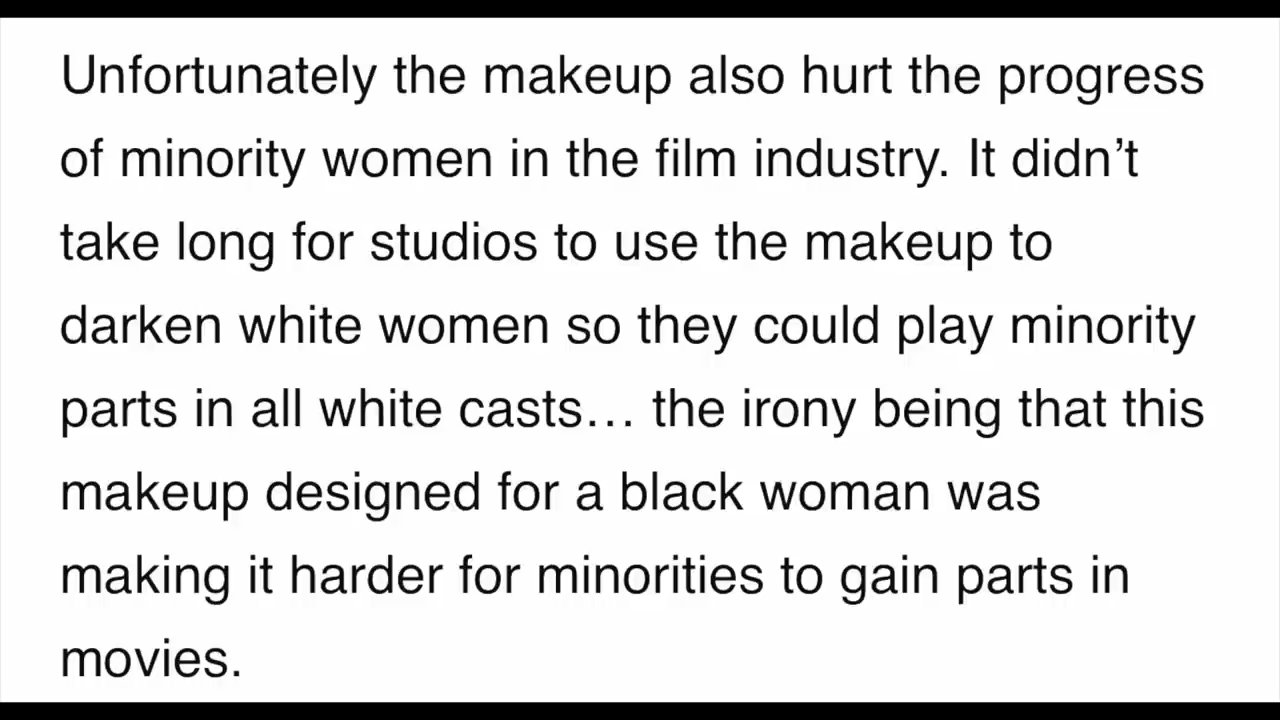 Unfortunately the makeup also hurt the progress
of minority women in the film industry. It didn’t
take long for studios to use the makeup to
darken white women so they could play minority
parts in all white casts… the irony being that this
makeup designed for a black woman was
making it harder for minorities to gain parts in
movies.